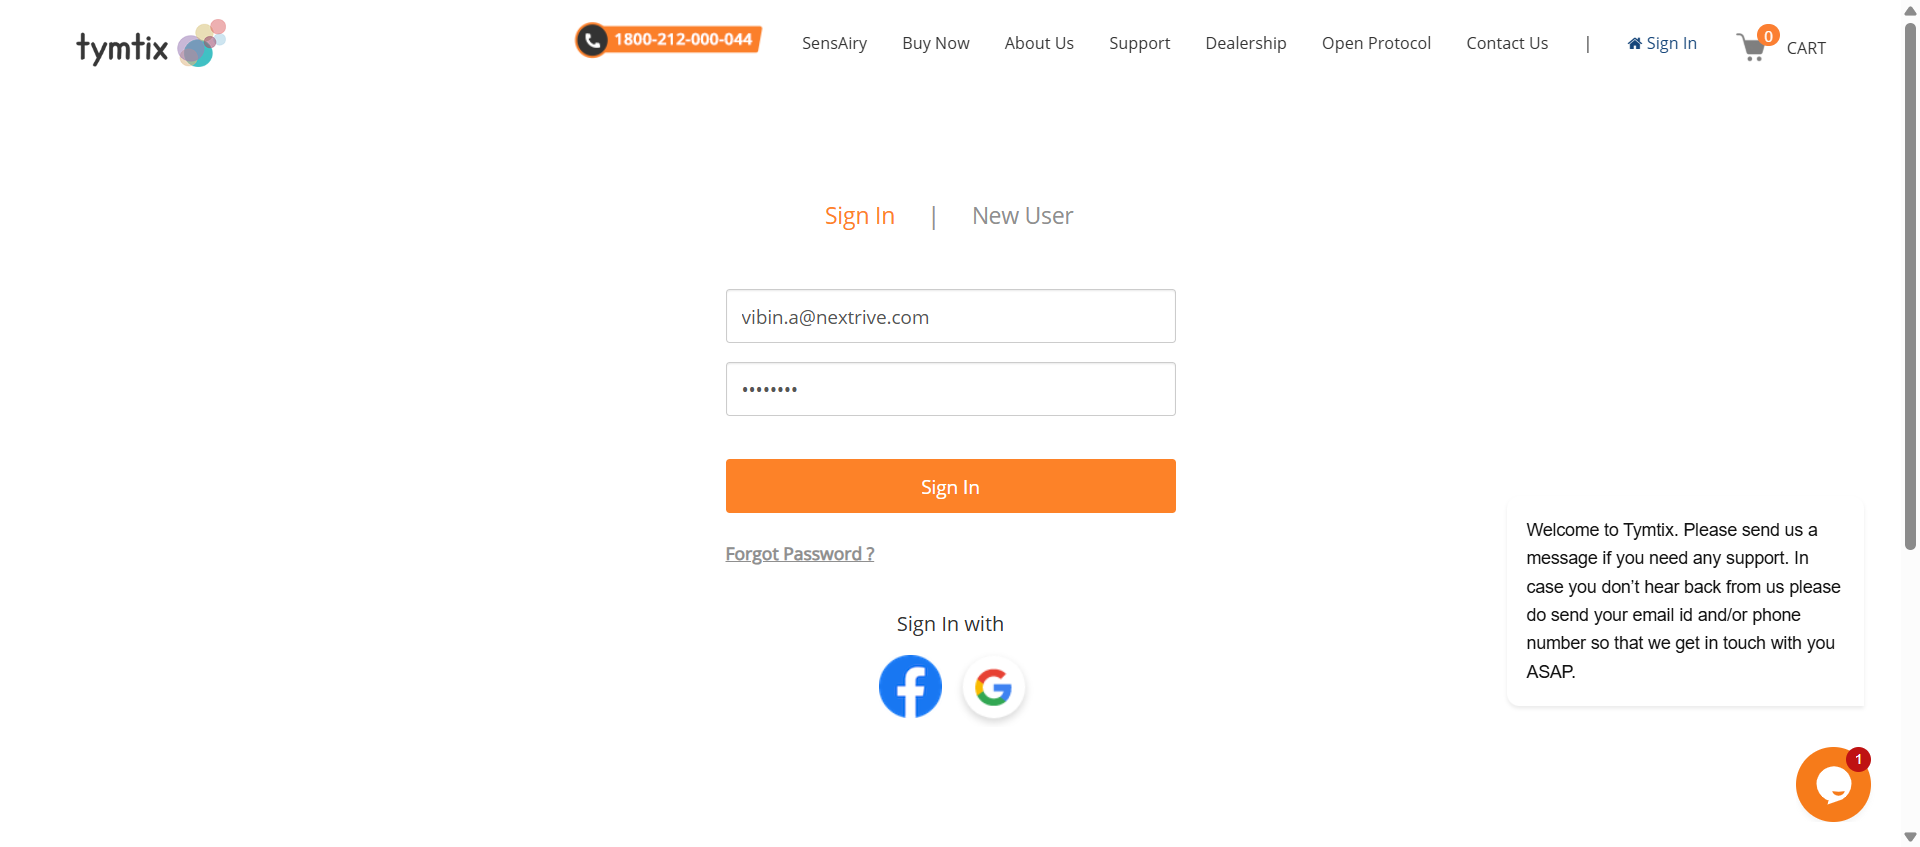 tymtix
1800-212-000-044
SensAiry
Buy Now
About Us
Support
Dealership
Open Protocol
Contact Us
|
Sign In
0
CART
Sign In | New User
vibin.a@nextrive.com
••••••••
Sign In
Forgot Password ?
Sign In with
Welcome to Tymtix. Please send us a
message if you need any support. In
case you don’t hear back from us please
do send your email id and/or phone
number so that we get in touch with you
ASAP.
1